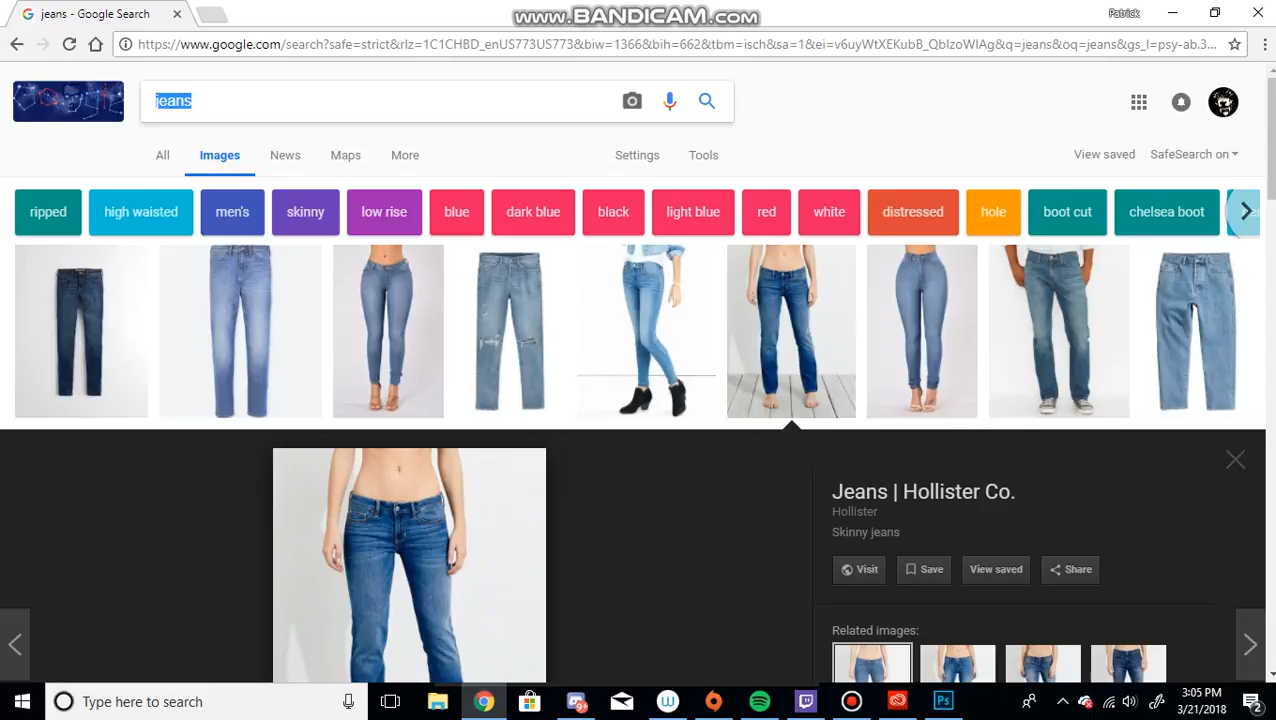 jeans - Google Search
www.BANDICAM.com
Patrick
https://www.google.com/search?safe=strict&rlz=1C1CHBD_enUS773US773&biw=1366&bih=662&tbm=isch&sa=1&ei=v6uyWtXEKubB_QbIzoWIAg&q=jeans&oq=jeans&gs_l=psy-ab.3...
jeans
All Images News Maps More Settings Tools View saved SafeSearch on
ripped high waisted men's skinny low rise blue dark blue black light blue red white distressed hole boot cut chelsea boot
Jeans | Hollister Co.
Hollister
Skinny jeans
Visit Save View saved Share
Related images:
Type here to search
3:05 PM
3/21/2018